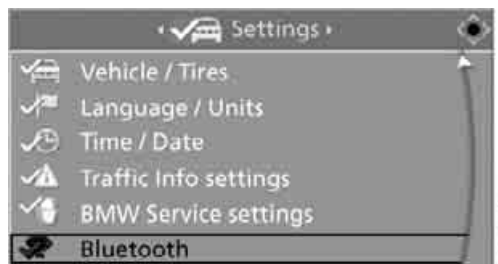 Settings
Vehicle / Tires
Language / Units
Time / Date
Traffic Info settings
BMW Service settings
Bluetooth